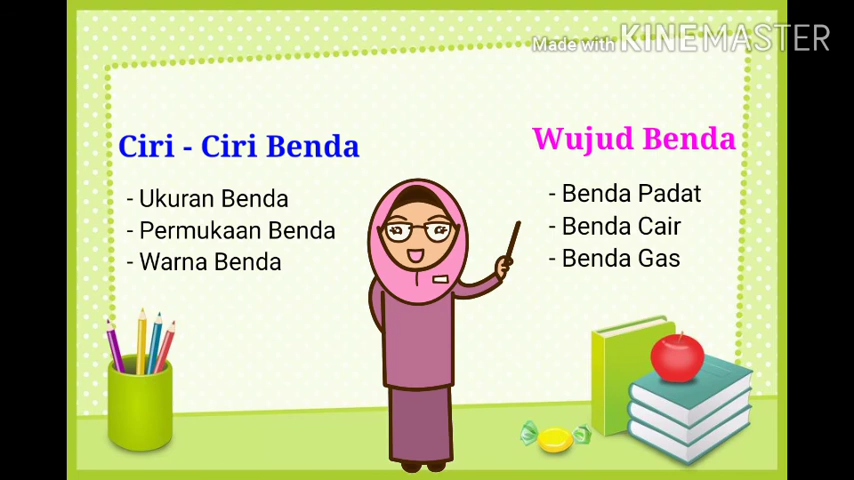 Made with KINEMASTER
Ciri - Ciri Benda
- Ukuran Benda
- Permukaan Benda
- Warna Benda
Wujud Benda
- Benda Padat
- Benda Cair
- Benda Gas